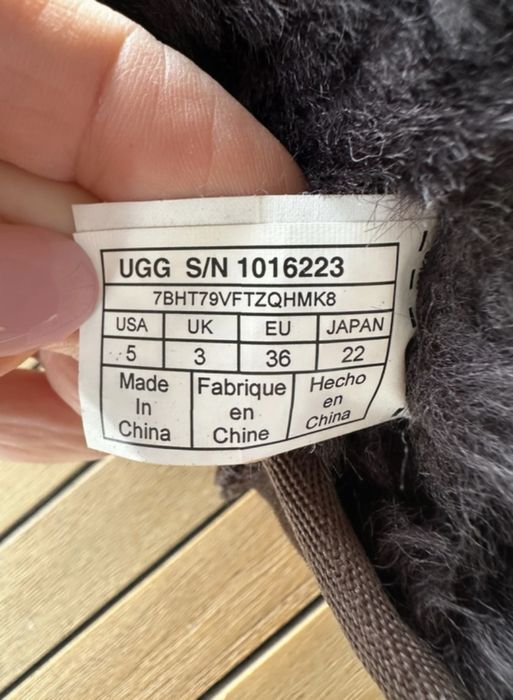 UGG S/N 1016223
7BHT79VFTZQHMK8
USA UK EU JAPAN
5 3 36 22
Made Fabrique Hecho
In en en
China Chine China